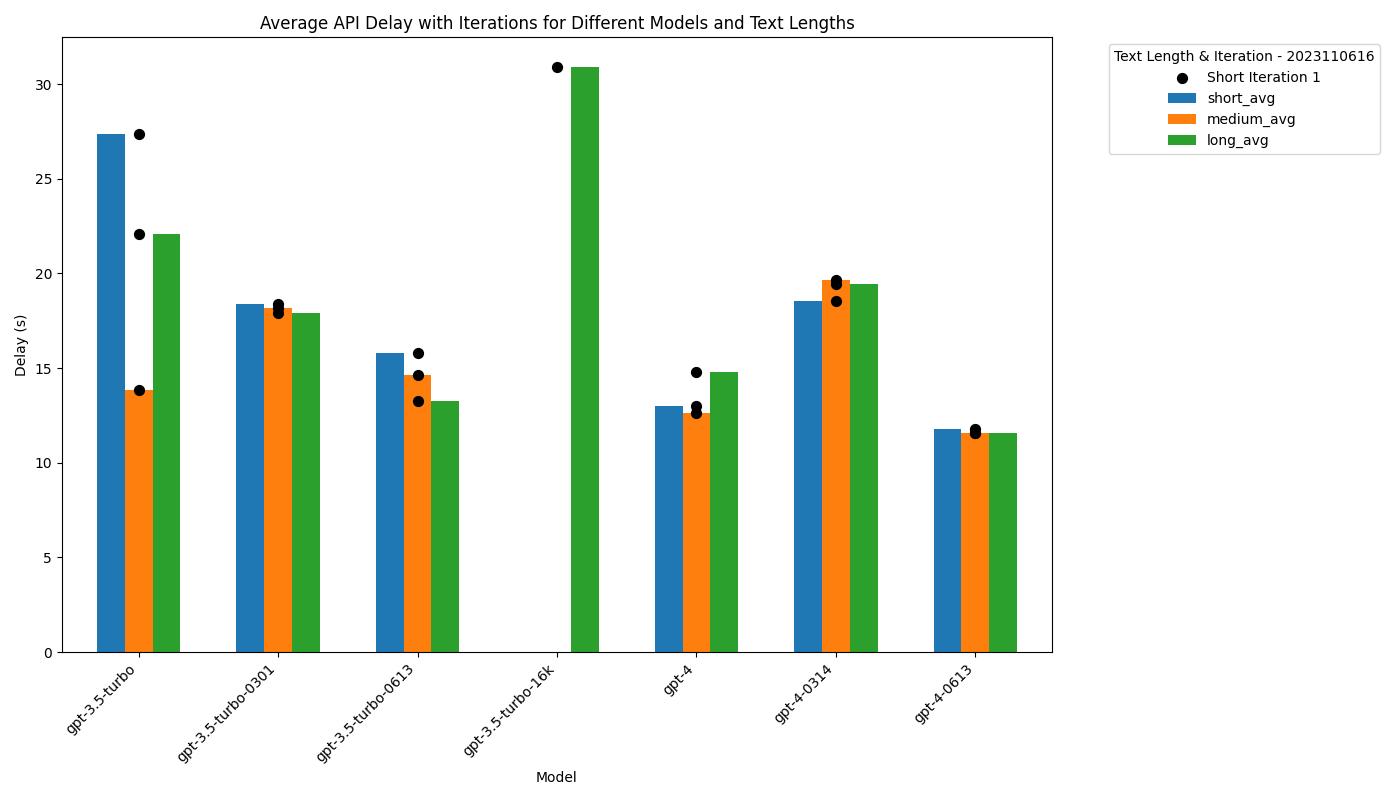 Average API Delay with Iterations for Different Models and Text Lengths
Text Length & Iteration - 2023110616
Short Iteration 1
short_avg
medium_avg
long_avg
Delay (s)
30
25
20
15
10
5
0
gpt-3.5-turbo
gpt-3.5-turbo-0301
gpt-3.5-turbo-0613
gpt-3.5-turbo-16k
gpt-4
gpt-4-0314
gpt-4-0613
Model